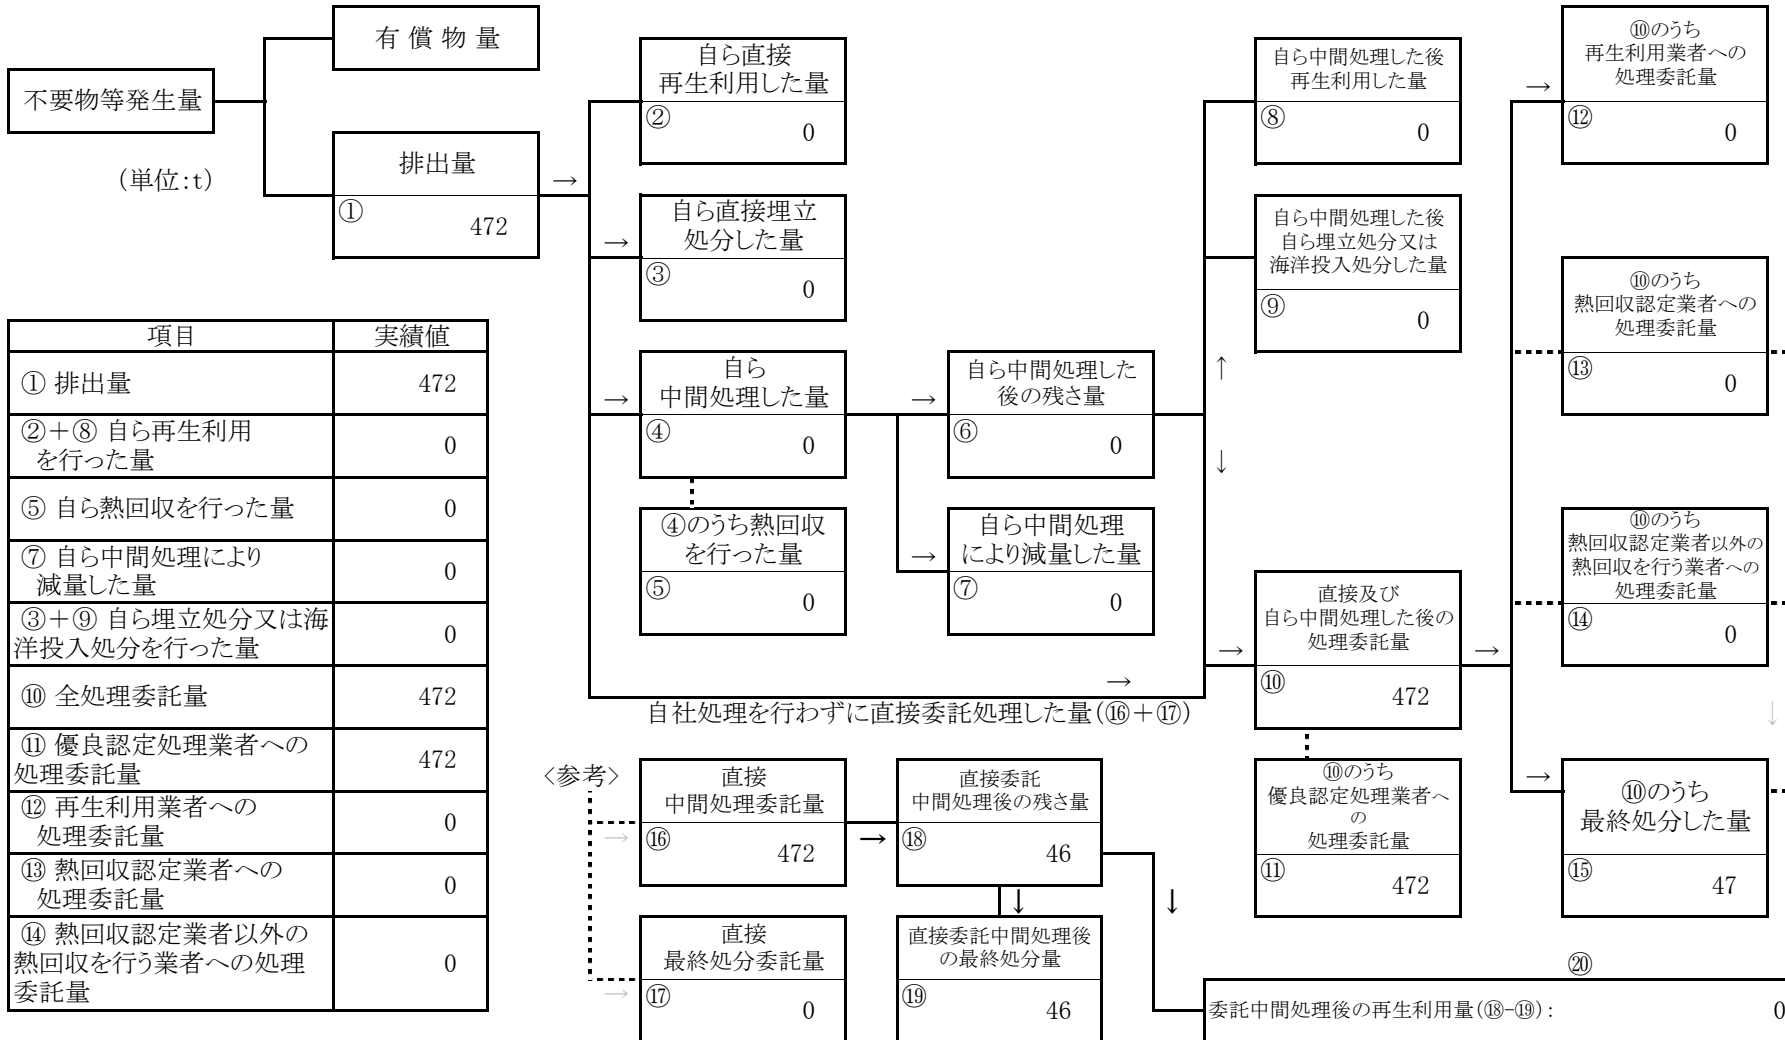 有 償 物 量
不要物等発生量
(単位:t)
排出量
①
472
→
自ら直接
再生利用した量
②
0
→
自ら直接埋立
処分した量
③
0
→
自ら
中間処理した量
④
0
④のうち熱回収
を行った量
⑤
0
→
自ら中間処理した
後の残さ量
⑥
0
→
自ら中間処理
により減量した量
⑦
0
自ら中間処理した後
再生利用した量
⑧
0
自ら中間処理した後
自ら埋立処分又は
海洋投入処分した量
⑨
0
↑
↓
→
直接及び
自ら中間処理した後の
処理委託量
⑩
472
→
⑩のうち
優良認定処理業者へ
の
処理委託量
⑪
472
→
⑩のうち
再生利用業者への
処理委託量
⑫
0
⑩のうち
熱回収認定業者への
処理委託量
⑬
0
⑩のうち
熱回収認定業者以外の
熱回収を行う業者への
処理委託量
⑭
0
↓
→
⑩のうち
最終処分した量
⑮
47
→
自社処理を行わずに直接委託処理した量(⑯+⑰)
〈参考〉
→
直接
中間処理委託量
⑯
472
→
直接委託
中間処理後の残さ量
⑱
46
↓
↓
→
直接
最終処分委託量
⑰
0
直接委託中間処理後
の最終処分量
⑲
46
⑳
委託中間処理後の再生利用量(⑱-⑲):
0
項目 実績値
① 排出量 472
②+⑧ 自ら再生利用
を行った量 0
⑤ 自ら熱回収を行った量 0
⑦ 自ら中間処理により
減量した量 0
③+⑨ 自ら埋立処分又は海
洋投入処分を行った量 0
⑩ 全処理委託量 472
⑪ 優良認定処理業者への
処理委託量 472
⑫ 再生利用業者への
処理委託量 0
⑬ 熱回収認定業者への
処理委託量 0
⑭ 熱回収認定業者以外の
熱回収を行う業者への処理
委託量 0